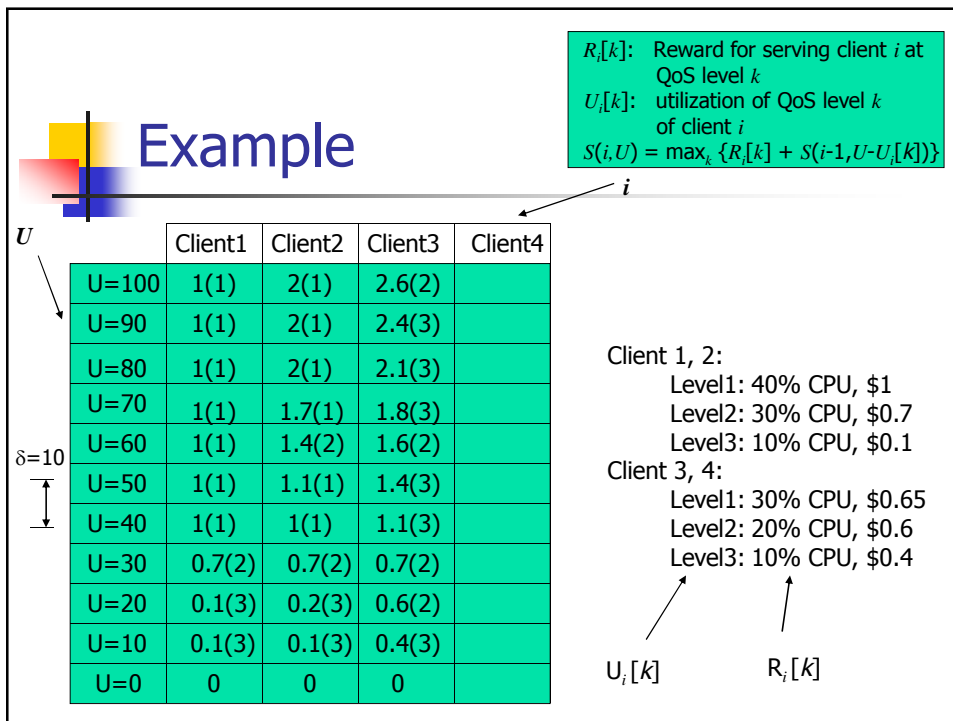 R_i[k]: Reward for serving client i at
QoS level k
U_i[k]: utilization of QoS level k
of client i
S(i,U) = max_k {R_i[k] + S(i-1,U-U_i[k])}
Example
i
U
Client1 Client2 Client3 Client4
U=100 1(1) 2(1) 2.6(2)
U=90 1(1) 2(1) 2.4(3)
U=80 1(1) 2(1) 2.1(3)
U=70 1(1) 1.7(1) 1.8(3)
U=60 1(1) 1.4(2) 1.6(2)
δ=10
U=50 1(1) 1.1(1) 1.4(3)
U=40 1(1) 1(1) 1.1(3)
U=30 0.7(2) 0.7(2) 0.7(2)
U=20 0.1(3) 0.2(3) 0.6(2)
U=10 0.1(3) 0.1(3) 0.4(3)
U=0 0 0 0
Client 1, 2:
Level1: 40% CPU, $1
Level2: 30% CPU, $0.7
Level3: 10% CPU, $0.1
Client 3, 4:
Level1: 30% CPU, $0.65
Level2: 20% CPU, $0.6
Level3: 10% CPU, $0.4
U_i[k] R_i[k]